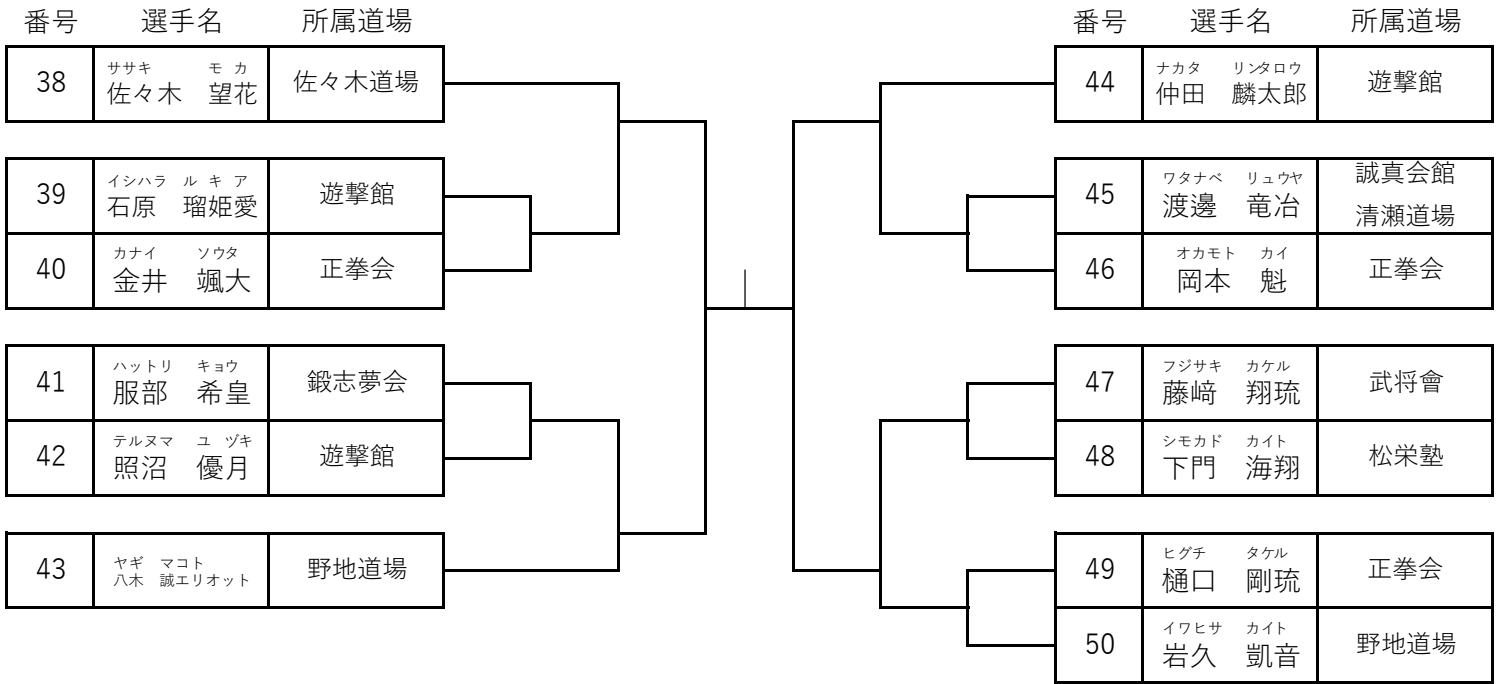 番号 選手名 所属道場
38 ササキ モカ 佐々木道場
佐々木 望花
39 イシハラ ルキア 遊撃館
石原 瑠姫愛
40 カナイ ソウタ 正拳会
金井 颯大
41 ハットリ キョウ 鍛志夢会
服部 希皇
42 テルヌマ ユヅキ 遊撃館
照沼 優月
43 ヤギ マコト 野地道場
八木 誠エリオット
番号 選手名 所属道場
44 ナカタ リンタロウ 遊撃館
仲田 麟太郎
45 ワタナベ リュウヤ 誠真会館
渡邊 竜冶 清瀬道場
46 オカモト カイ 正拳会
岡本 魁
47 フジサキ カケル 武将會
藤﨑 翔琉
48 シモカド カイト 松栄塾
下門 海翔
49 ヒグチ タケル 正拳会
樋口 剛琉
50 イワヒサ カイト 野地道場
岩久 凱音